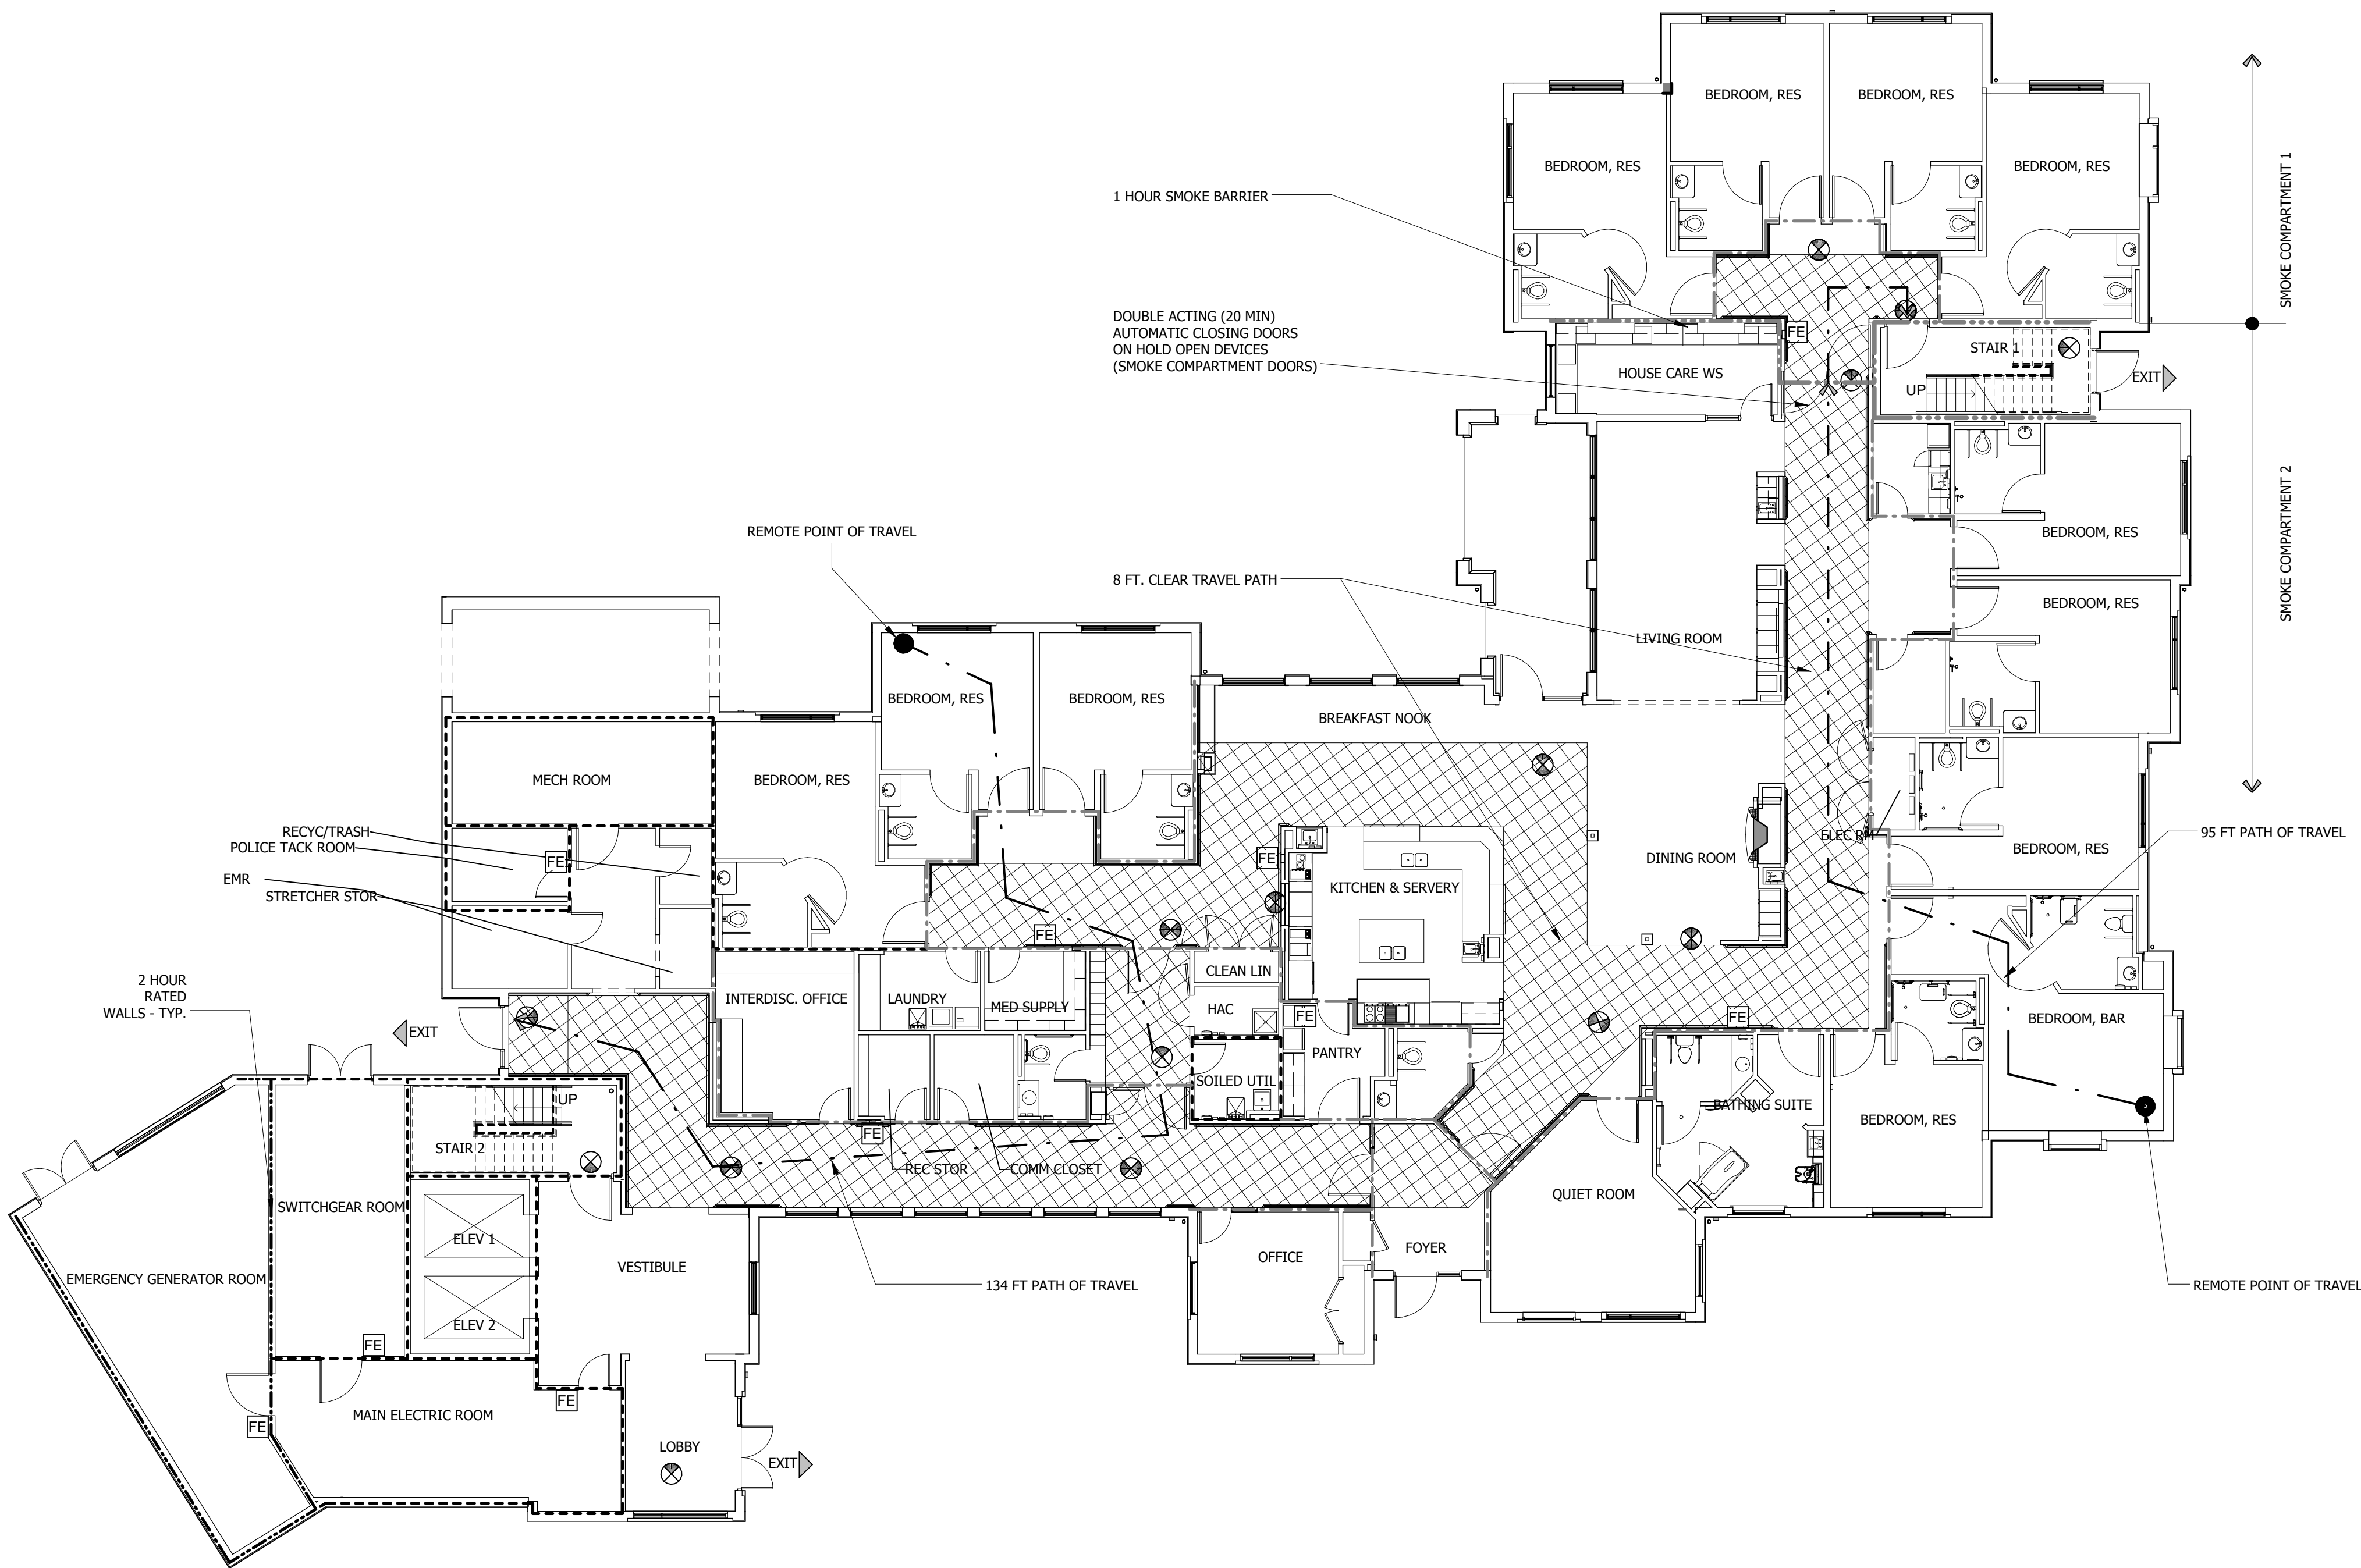 BEDROOM, RES
BEDROOM, RES
BEDROOM, RES
BEDROOM, RES
SMOKE COMPARTMENT 1
1 HOUR SMOKE BARRIER
DOUBLE ACTING (20 MIN)
AUTOMATIC CLOSING DOORS
ON HOLD OPEN DEVICES
(SMOKE COMPARTMENT DOORS)
FE
HOUSE CARE WS
STAIR 1
UP
EXIT
SMOKE COMPARTMENT 2
REMOTE POINT OF TRAVEL
8 FT. CLEAR TRAVEL PATH
BEDROOM, RES
BEDROOM, RES
LIVING ROOM
BEDROOM, RES
BEDROOM, RES
BREAKFAST NOOK
MECH ROOM
BEDROOM, RES
RECYC/TRASH
POLICE TACK ROOM
EMR
STRETCHER STOR
FE
FE
KITCHEN & SERVERY
DINING ROOM
ELEC RM
BEDROOM, RES
95 FT PATH OF TRAVEL
FE
CLEAN LIN
2 HOUR
RATED
WALLS - TYP.
EXIT
INTERDISC. OFFICE
LAUNDRY
MED SUPPLY
HAC
FE
FE
BEDROOM, BAR
PANTRY
SOILED UTIL
UP
STAIR 2
FE
REC STOR
COMM CLOSET
BATHING SUITE
BEDROOM, RES
QUIET ROOM
SWITCHGEAR ROOM
ELEV 1
EMERGENCY GENERATOR ROOM
VESTIBULE
OFFICE
FOYER
134 FT PATH OF TRAVEL
REMOTE POINT OF TRAVEL
ELEV 2
FE
FE
FE
MAIN ELECTRIC ROOM
LOBBY
EXIT